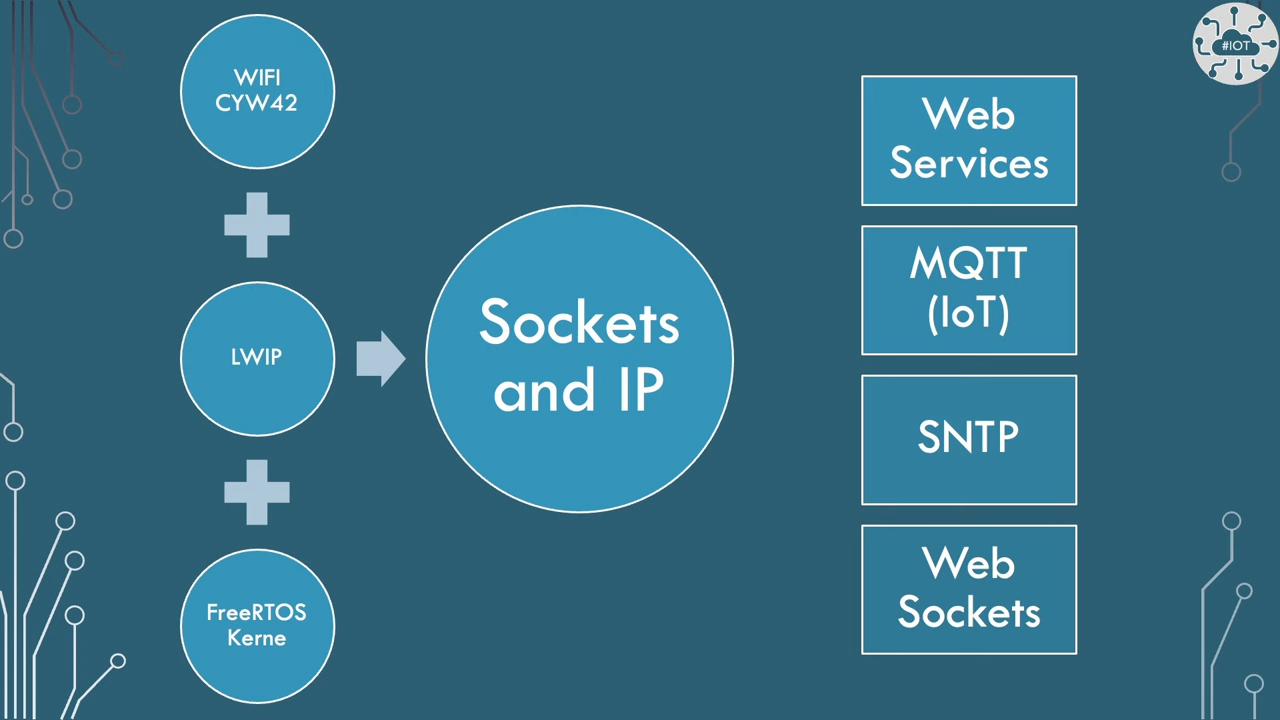 WIFI
CYW42
LWIP
FreeRTOS
Kerne
Sockets
and IP
Web
Services
MQTT
(IoT)
SNTP
Web
Sockets
#IOT